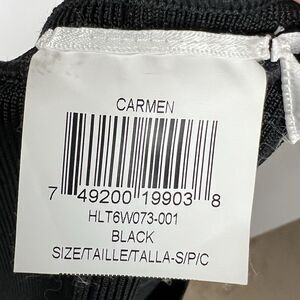 CARMEN
7 49200 19903 8
HLT6W073-001
BLACK
SIZE/TAILLE/TALLA-S/P/C